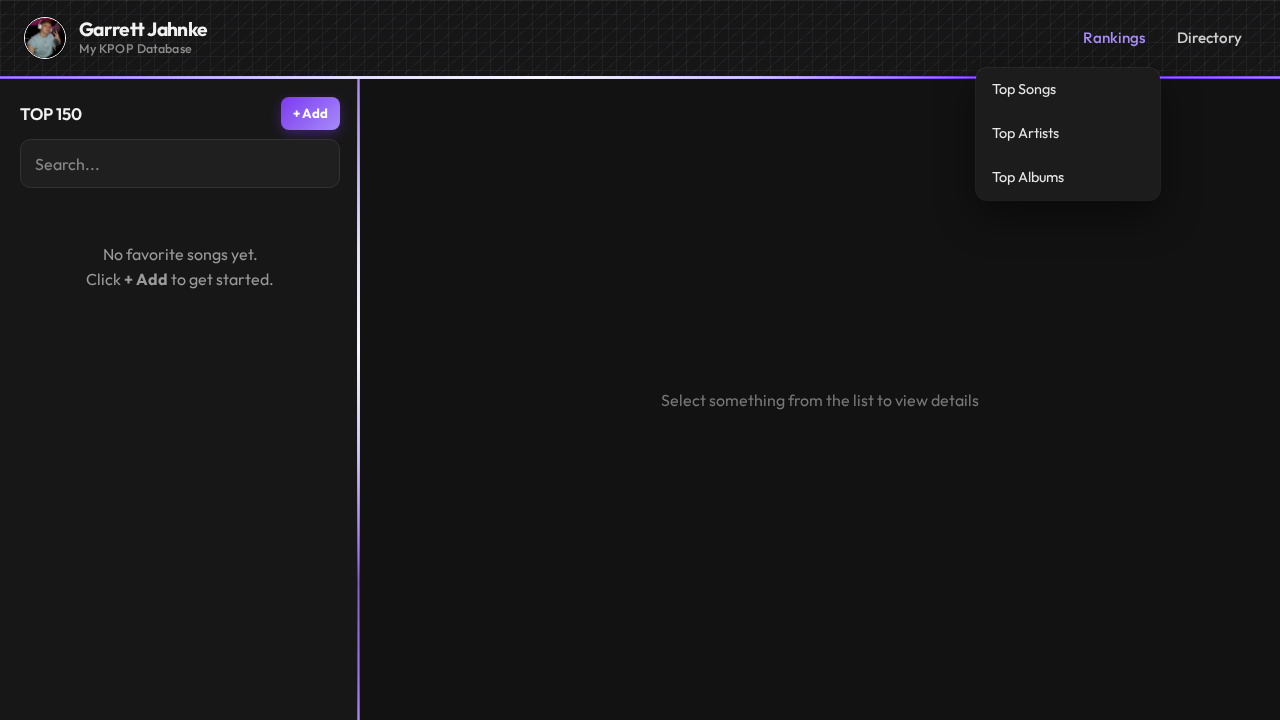 Garrett Jahnke
My KPOP Database
Rankings
Directory
Top Songs
Top Artists
Top Albums
TOP 150
+ Add
Search...
No favorite songs yet.
Click + Add to get started.
Select something from the list to view details